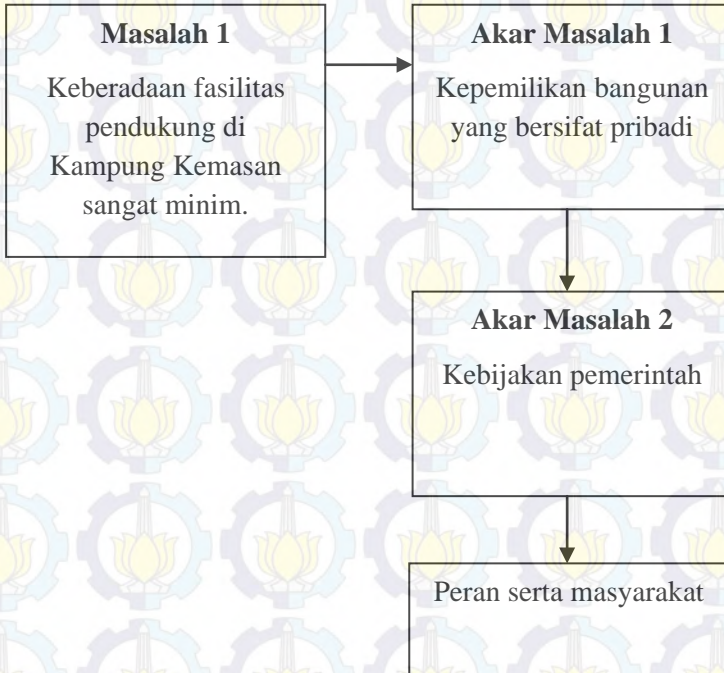 Masalah 1
Keberadaan fasilitas
pendukung di
Kampung Kemasan
sangat minim.
Akar Masalah 1
Kepemilikan bangunan
yang bersifat pribadi
Akar Masalah 2
Kebijakan pemerintah
Peran serta masyarakat